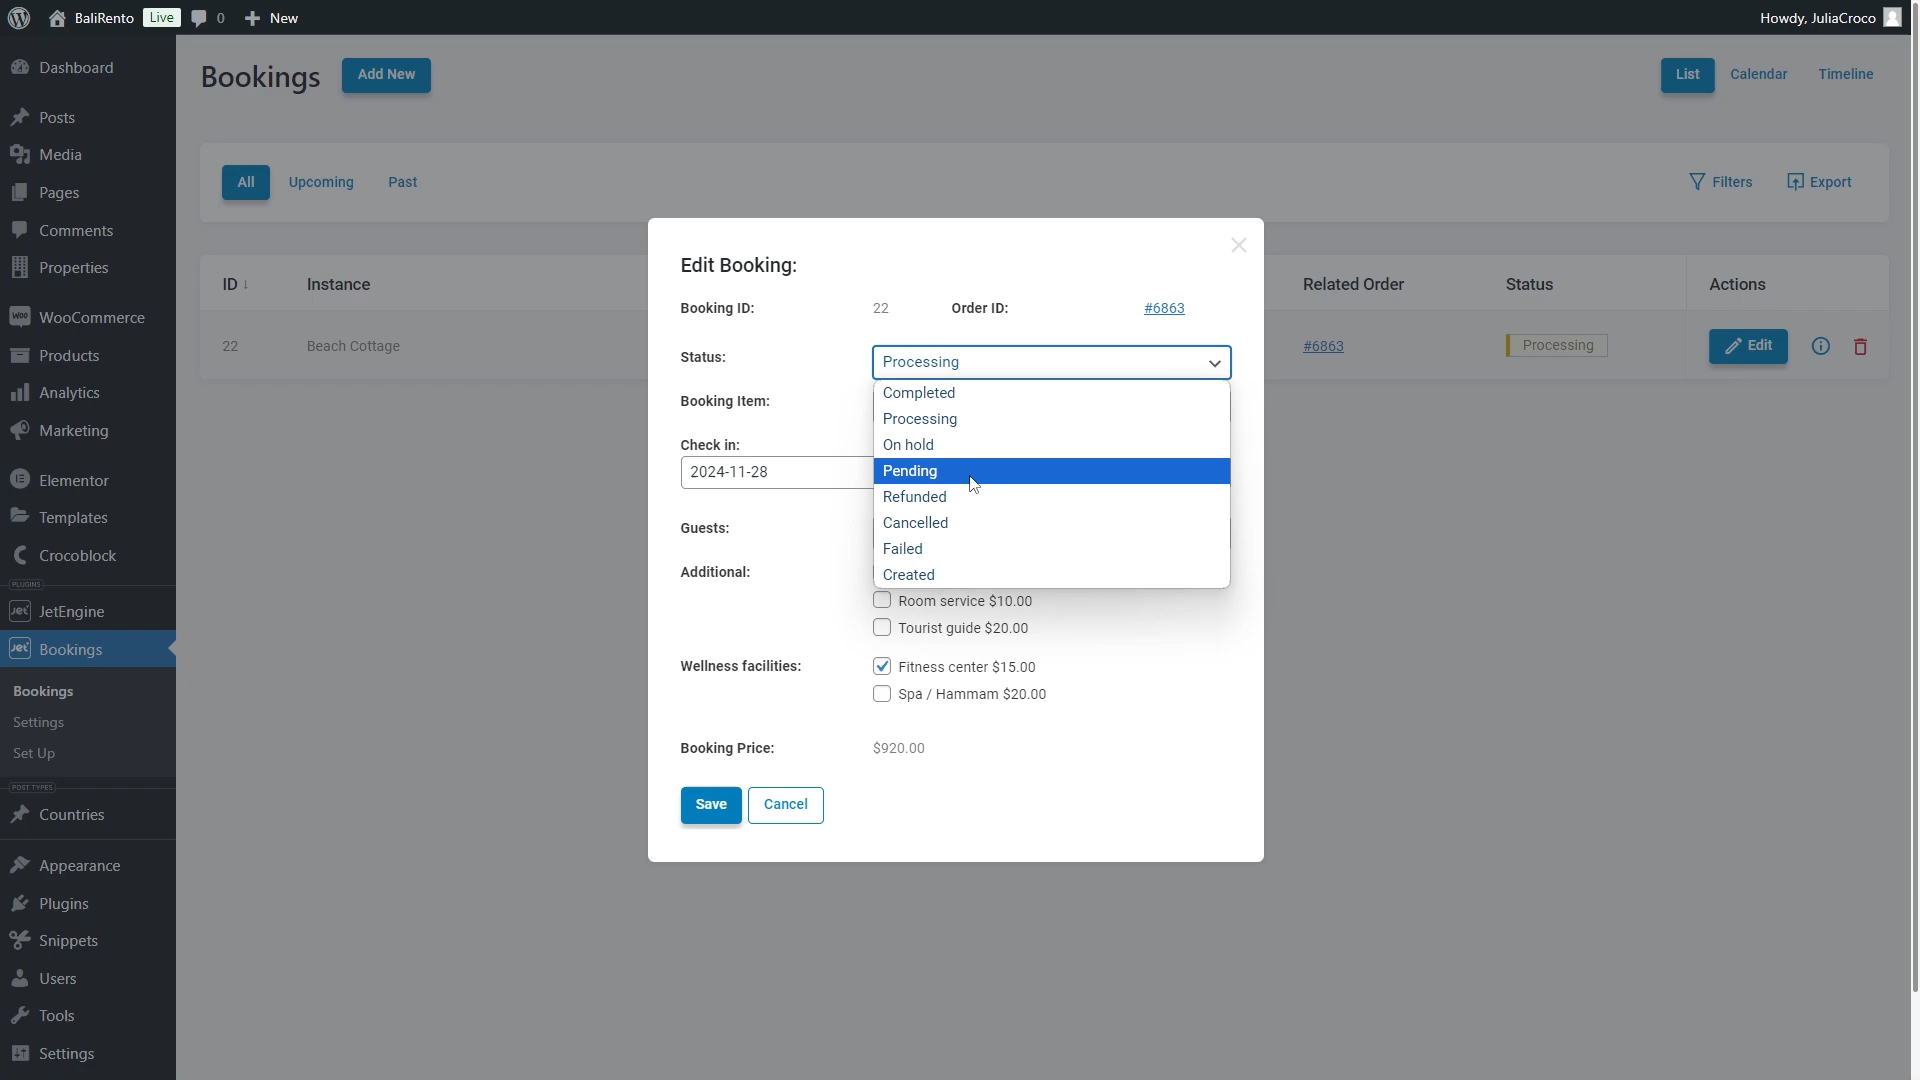 BaliRento Live 0 New Howdy, JuliaCroco
Dashboard
Posts
Media
Pages
Comments
Properties
WooCommerce
Products
Analytics
Marketing
Elementor
Templates
Crocoblock
PLUGINS
JetEngine
Bookings
Bookings
Settings
Set Up
POST TYPES
Countries
Appearance
Plugins
Snippets
Users
Tools
Settings
Bookings Add New List Calendar Timeline
All Upcoming Past Filters Export
ID ↓ Instance Related Order Status Actions
22 Beach Cottage #6863 Processing Edit
Edit Booking:
Booking ID: 22 Order ID: #6863
Status: Processing
Completed
Processing
On hold
Pending
Refunded
Cancelled
Failed
Created
Booking Item:
Check in:
2024-11-28
Guests:
Additional:
Room service $10.00
Tourist guide $20.00
Wellness facilities: Fitness center $15.00
Spa / Hammam $20.00
Booking Price: $920.00
Save Cancel